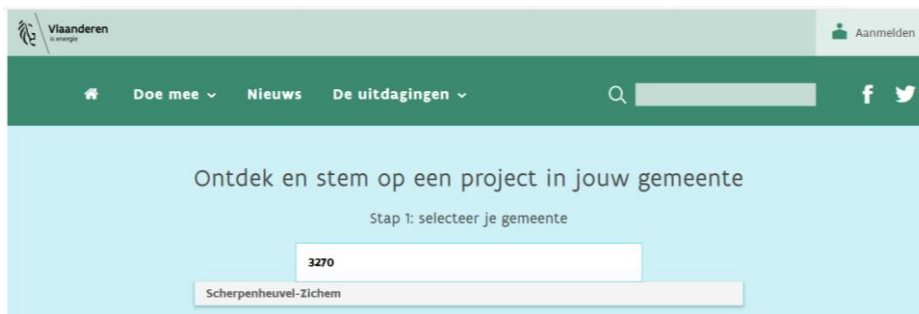 Vlaanderen
is energie
Aanmelden
Doe mee Nieuws De uitdagingen
Ontdek en stem op een project in jouw gemeente
Stap 1: selecteer je gemeente
3270
Scherpenheuvel-Zichem